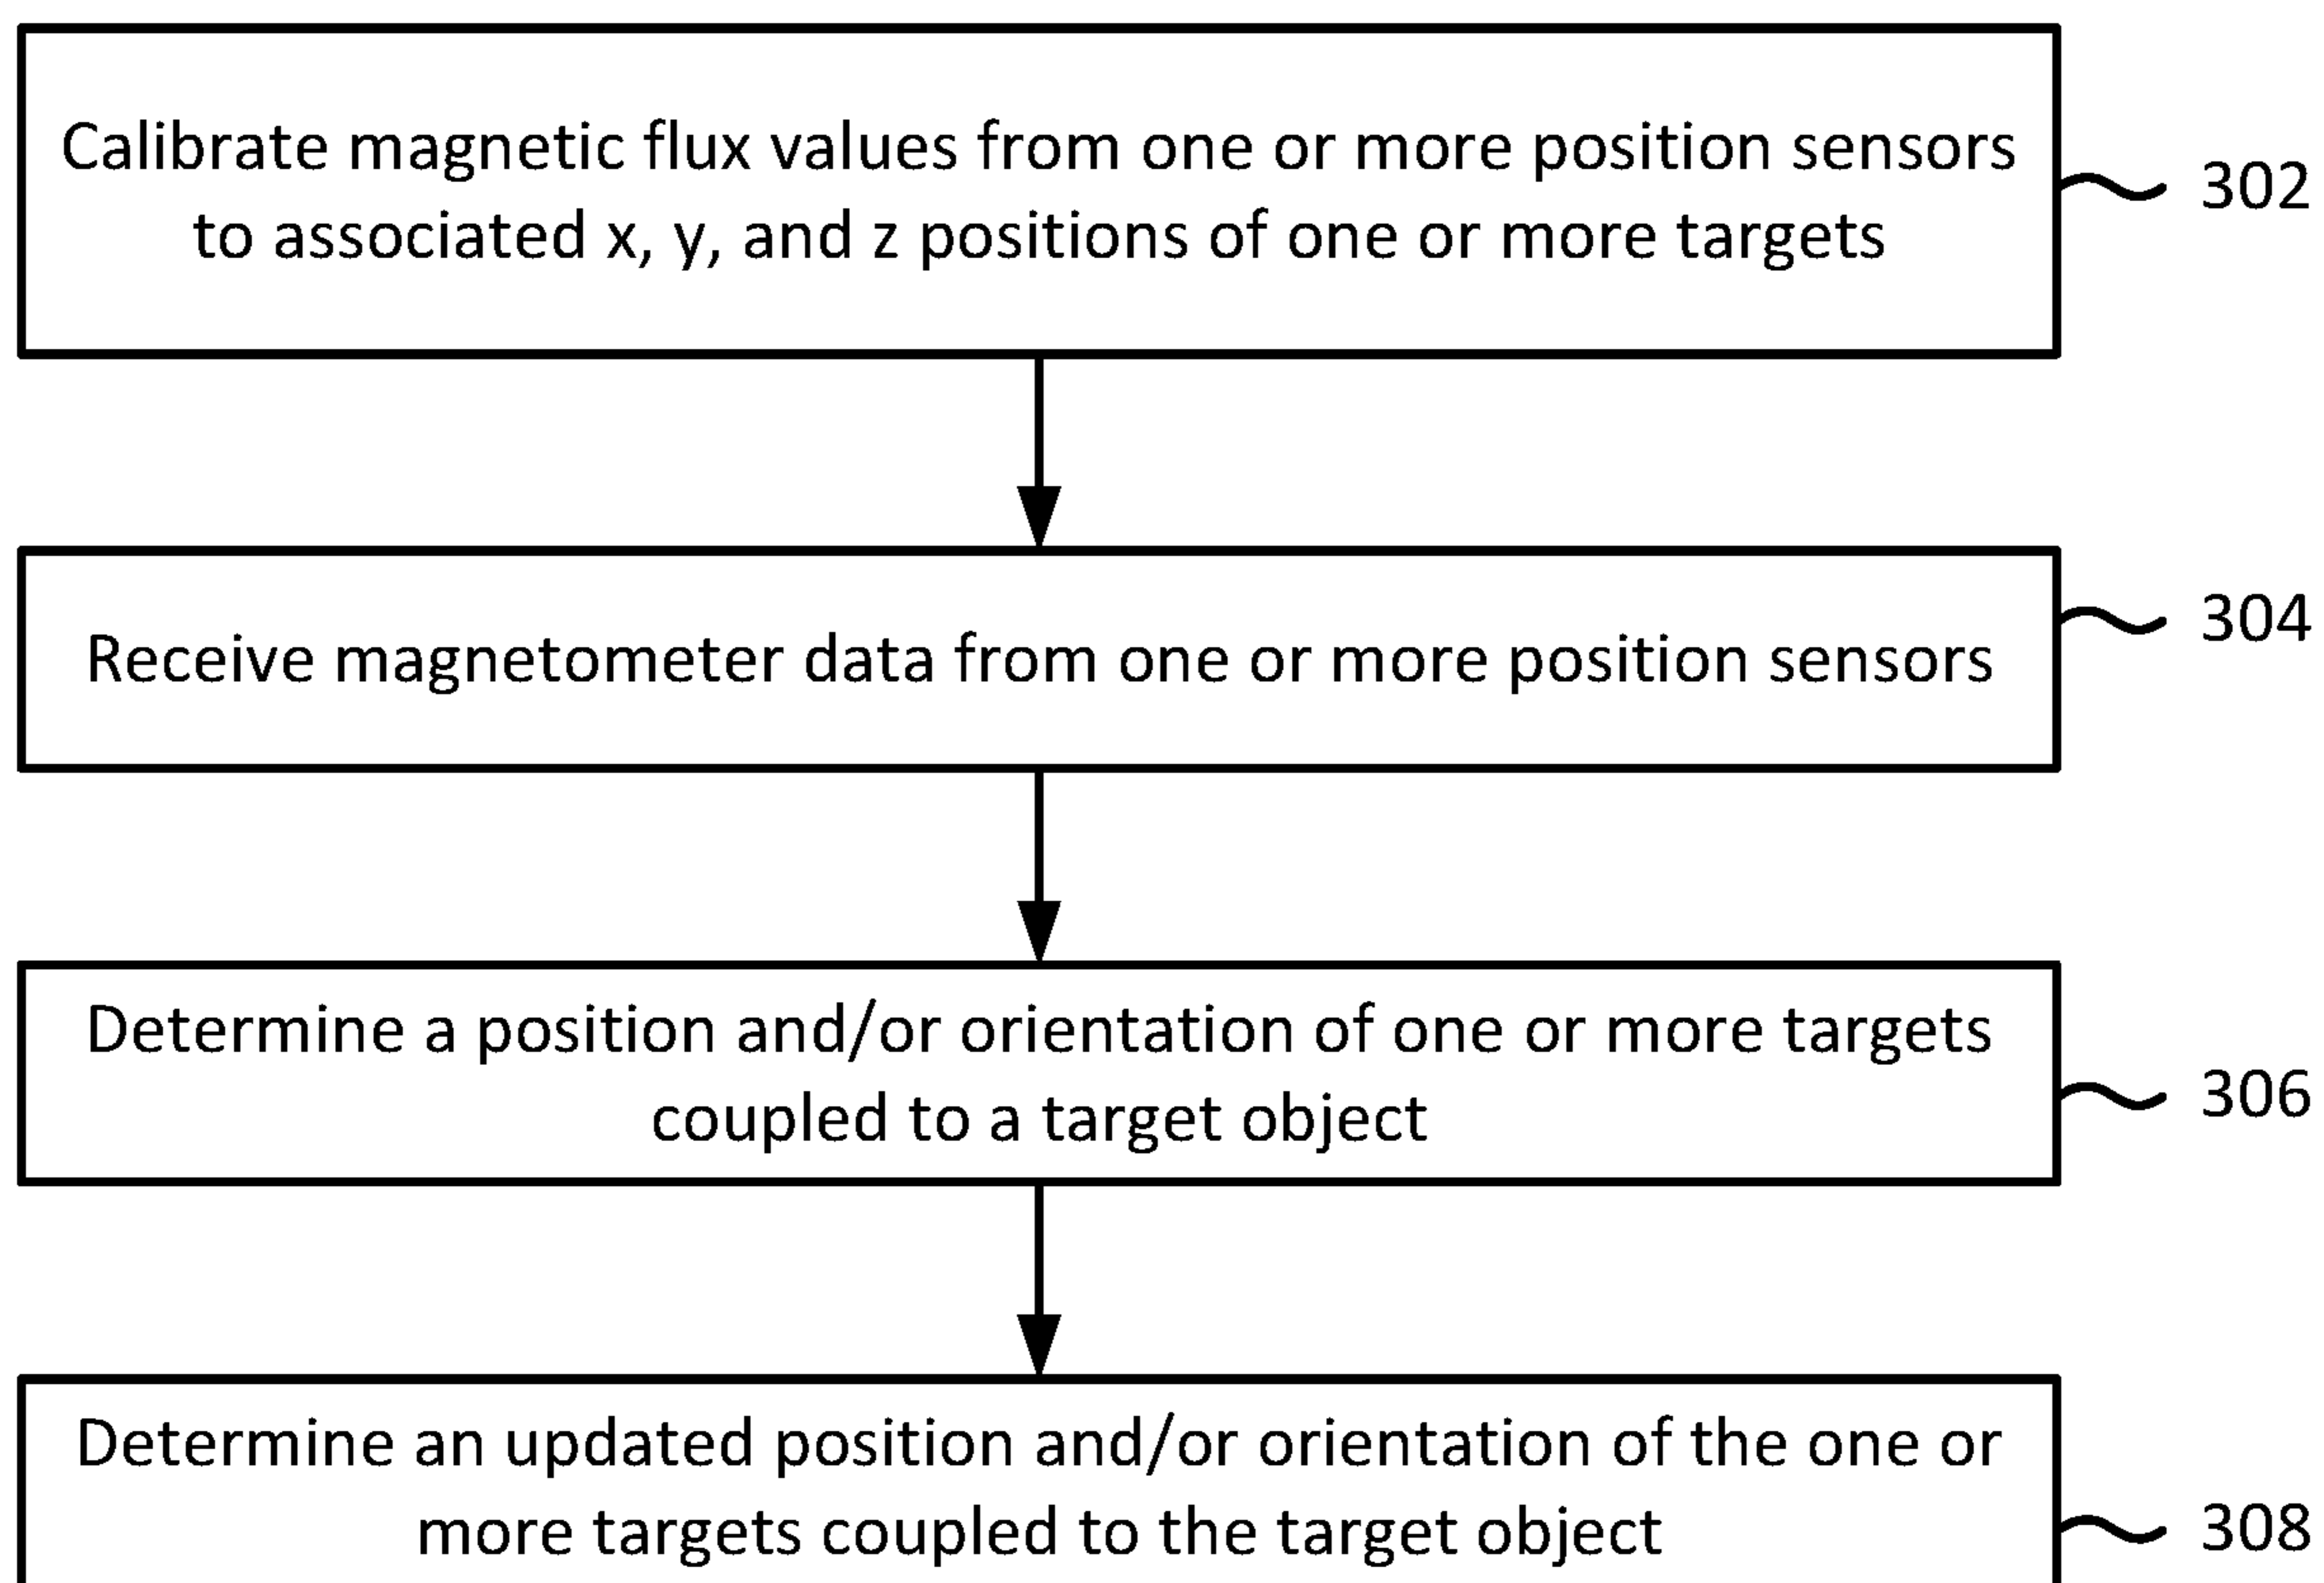 Calibrate magnetic flux values from one or more position sensors
to associated x, y, and z positions of one or more targets
302
Receive magnetometer data from one or more position sensors
304
Determine a position and/or orientation of one or more targets
coupled to a target object
306
Determine an updated position and/or orientation of the one or
more targets coupled to the target object
308